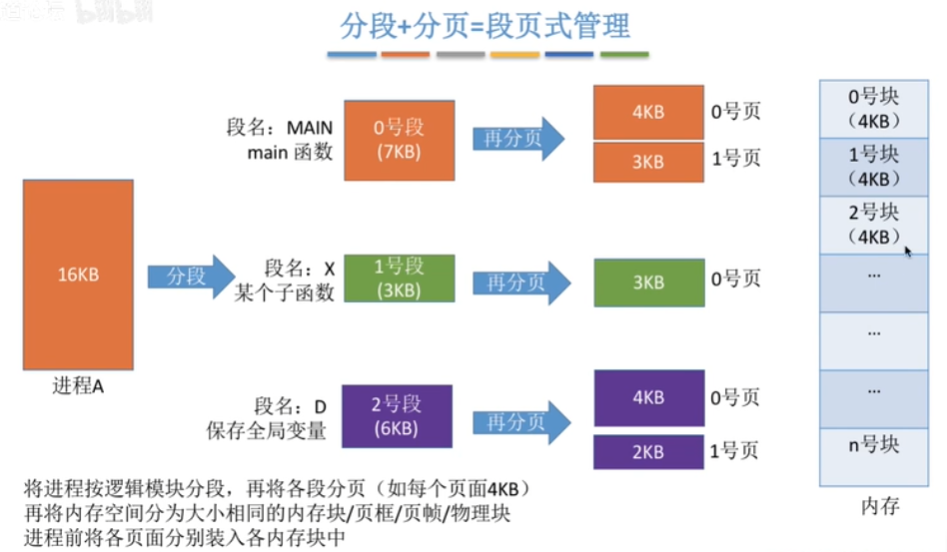 分段+分页=段页式管理
段名：MAIN
main 函数
0号段
(7KB)
再分页
4KB
0号页
3KB
1号页
16KB
进程A
分段
段名：X
某个子函数
1号段
(3KB)
再分页
3KB
0号页
段名：D
保存全局变量
2号段
(6KB)
再分页
4KB
0号页
2KB
1号页
0号块
（4KB）
1号块
（4KB）
2号块
（4KB）
...
...
...
n号块
内存
将进程按逻辑模块分段，再将各段分页（如每个页面4KB）
再将内存空间分为大小相同的内存块/页框/页帧/物理块
进程前将各页面分别装入各内存块中